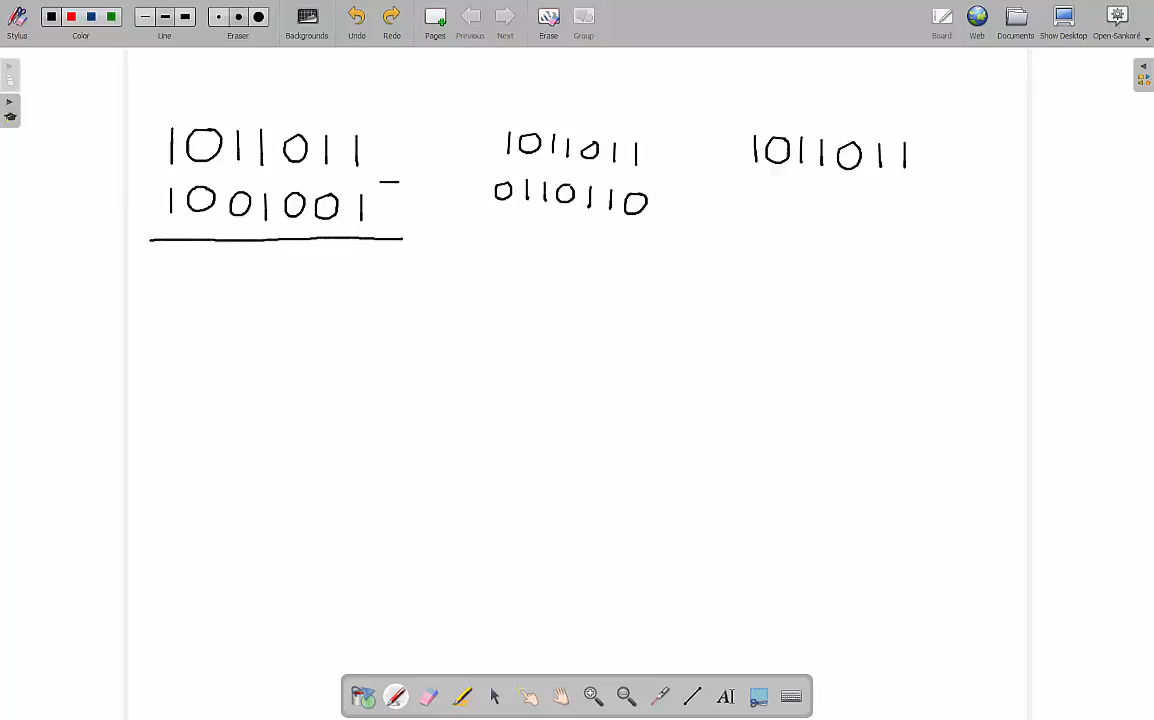 Stylus Color Line Eraser Backgrounds Undo Redo Pages Previous Next Erase Group Board Web Documents Show Desktop Open-Sankoré
1011011 1011011 1011011
1001001 — 0110110
AI